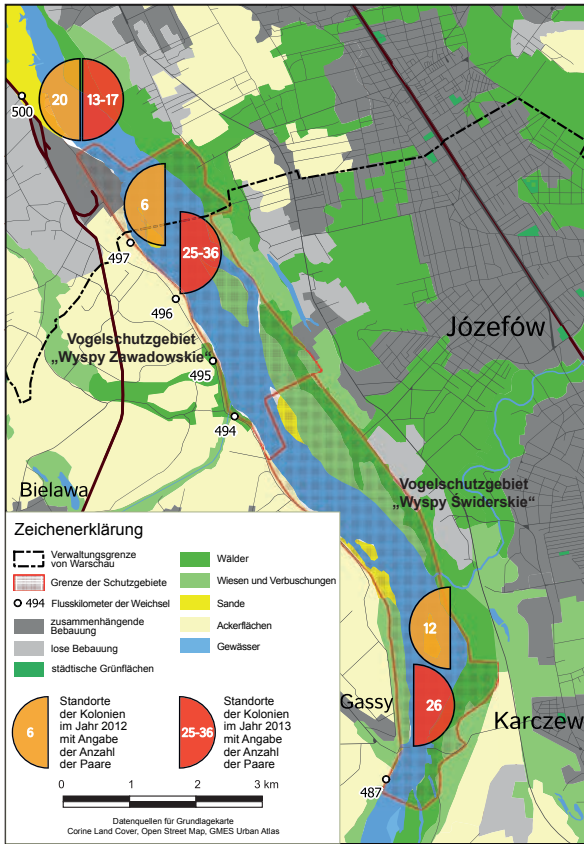 20
13-17
500
6
25-36
497
496
Józefów
Vogelschutzgebiet
„Wyspy Zawadowskie“
495
494
Vogelschutzgebiet
„Wyspy Świderskie“
Bielawa
12
26
Gassy
Karczew
487
Zeichenerklärung
Verwaltungsgrenze
von Warschau
Grenze der Schutzgebiete
494 Flusskilometer der Weichsel
zusammenhängende
Bebauung
lose Bebauung
städtische Grünflächen
Wälder
Wiesen und Verbuschungen
Sande
Ackerflächen
Gewässer
6
Standorte
der Kolonien
im Jahr 2012
mit Angabe
der Anzahl
der Paare
25-36
Standorte
der Kolonien
im Jahr 2013
mit Angabe
der Anzahl
der Paare
0 1 2 3 km
Datenquellen für Grundlagekarte
Corine Land Cover, Open Street Map, GMES Urban Atlas